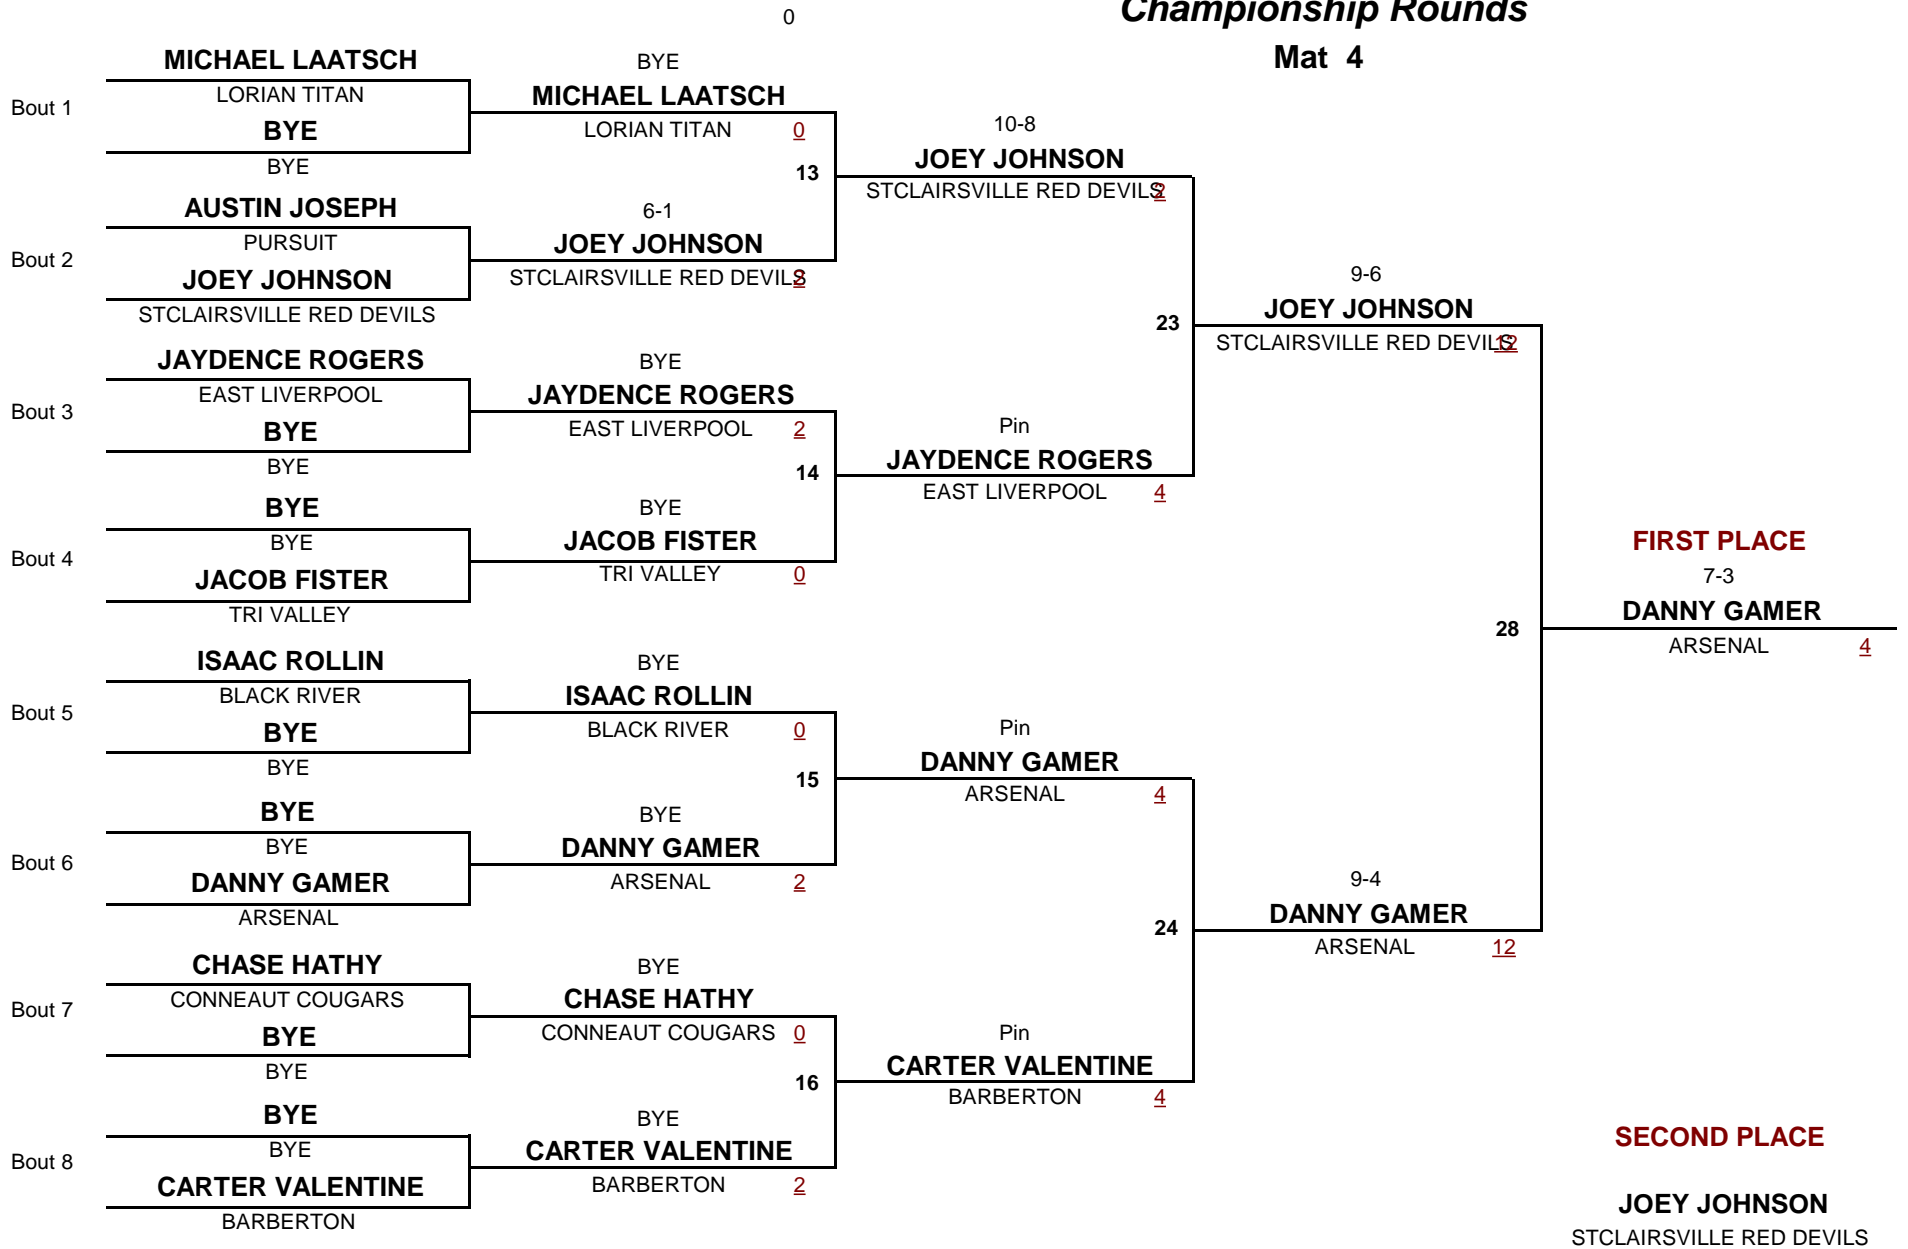 0
Championship Rounds
Mat 4
MICHAEL LAATSCH
LORIAN TITAN
Bout 1
BYE
BYE
AUSTIN JOSEPH
PURSUIT
Bout 2
JOEY JOHNSON
STCLAIRSVILLE RED DEVILS
JAYDENCE ROGERS
EAST LIVERPOOL
Bout 3
BYE
BYE
BYE
BYE
Bout 4
JACOB FISTER
TRI VALLEY
ISAAC ROLLIN
BLACK RIVER
Bout 5
BYE
BYE
BYE
BYE
Bout 6
DANNY GAMER
ARSENAL
CHASE HATHY
CONNEAUT COUGARS
Bout 7
BYE
BYE
BYE
BYE
Bout 8
CARTER VALENTINE
BARBERTON
BYE
MICHAEL LAATSCH
LORIAN TITAN 0
13
6-1
JOEY JOHNSON
STCLAIRSVILLE RED DEVILS 2
BYE
JAYDENCE ROGERS
EAST LIVERPOOL 2
14
BYE
JACOB FISTER
TRI VALLEY 0
BYE
ISAAC ROLLIN
BLACK RIVER 0
15
BYE
DANNY GAMER
ARSENAL 2
BYE
CHASE HATHY
CONNEAUT COUGARS 0
16
BYE
CARTER VALENTINE
BARBERTON 2
10-8
JOEY JOHNSON
STCLAIRSVILLE RED DEVILS 2
23
Pin
JAYDENCE ROGERS
EAST LIVERPOOL 4
Pin
DANNY GAMER
ARSENAL 4
24
Pin
CARTER VALENTINE
BARBERTON 4
9-6
JOEY JOHNSON
STCLAIRSVILLE RED DEVILS 12
28
9-4
DANNY GAMER
ARSENAL 12
FIRST PLACE
7-3
DANNY GAMER
ARSENAL 4
SECOND PLACE
JOEY JOHNSON
STCLAIRSVILLE RED DEVILS